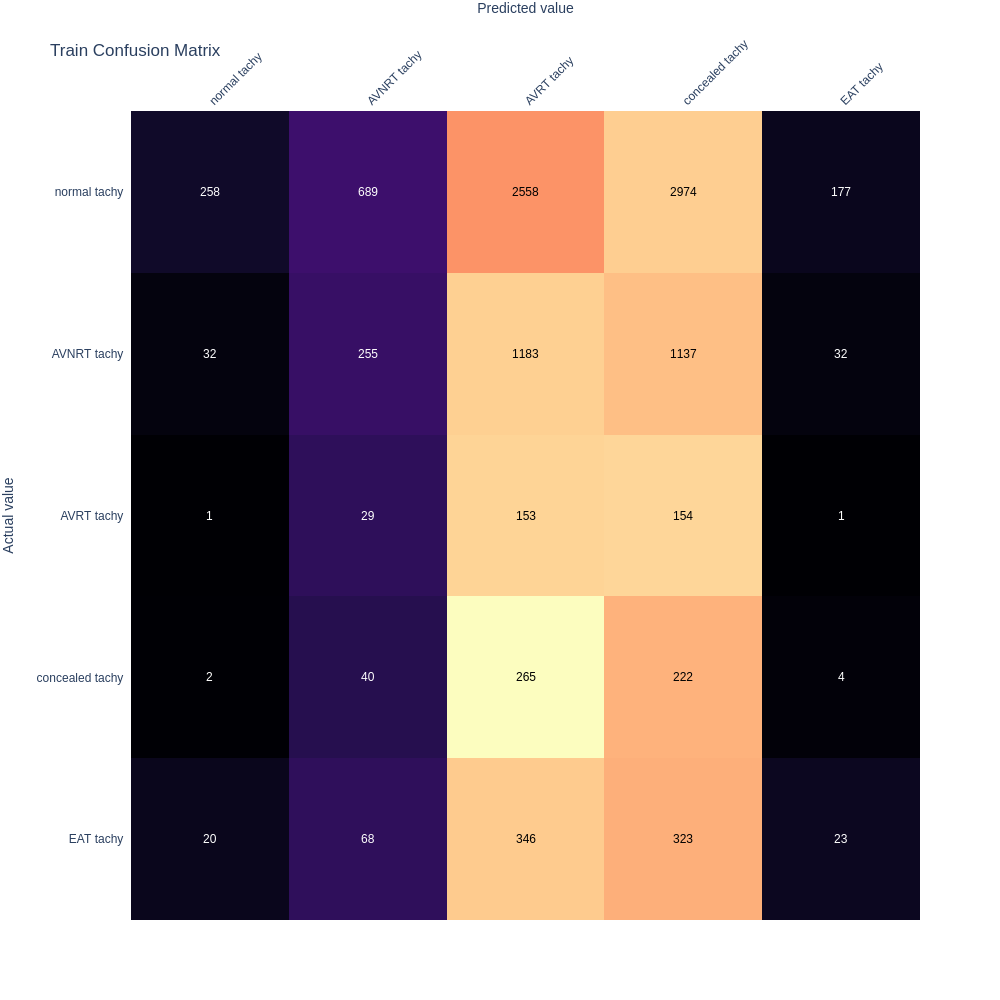 Predicted value
Train Confusion Matrix
normal tachy AVNRT tachy AVRT tachy concealed tachy EAT tachy
normal tachy 258 689 2558 2974 177
AVNRT tachy 32 255 1183 1137 32
AVRT tachy 1 29 153 154 1
concealed tachy 2 40 265 222 4
EAT tachy 20 68 346 323 23
Actual value